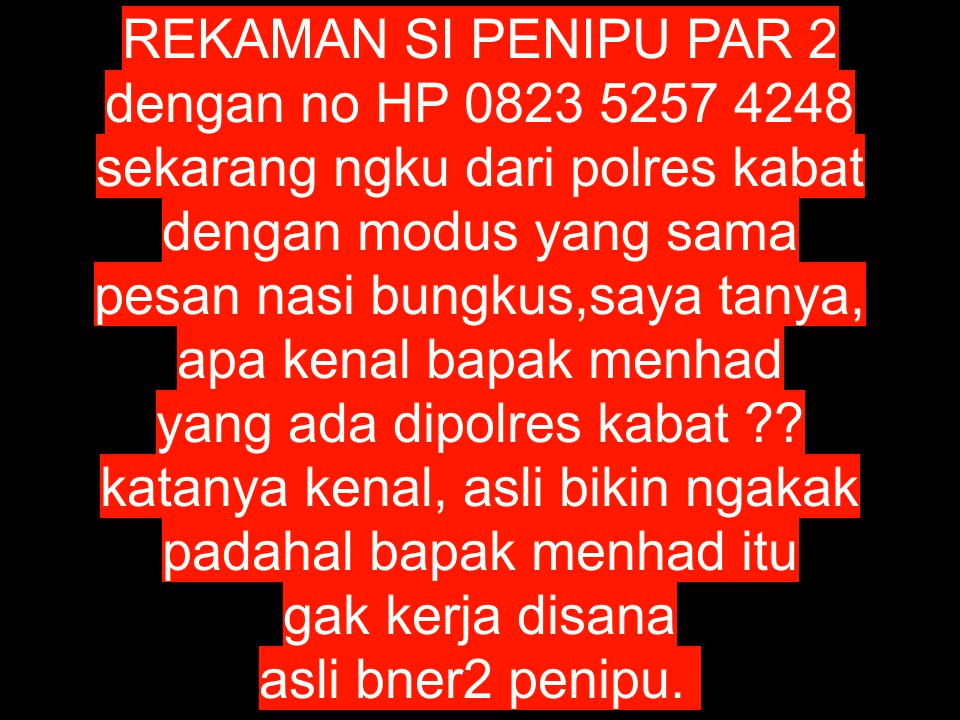 REKAMAN SI PENIPU PAR 2
dengan no HP 0823 5257 4248
sekarang ngku dari polres kabat
dengan modus yang sama
pesan nasi bungkus,saya tanya,
apa kenal bapak menhad
yang ada dipolres kabat ??
katanya kenal, asli bikin ngakak
padahal bapak menhad itu
gak kerja disana
asli bner2 penipu.